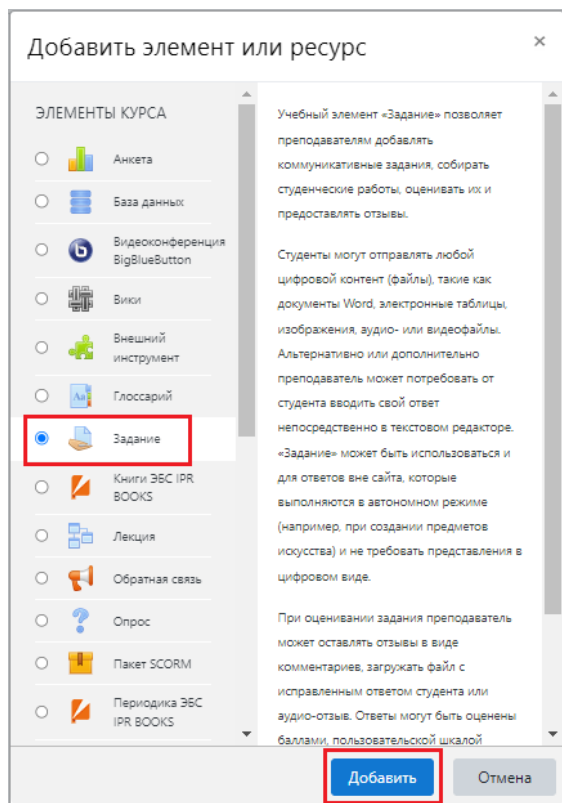 Добавить элемент или ресурс
×
ЭЛЕМЕНТЫ КУРСА
Анкета
База данных
Видеоконференция
BigBlueButton
Вики
Внешний
инструмент
Глоссарий
Задание
Книги ЭБС IPR
BOOKS
Лекция
Обратная связь
Опрос
Пакет SCORM
Периодика ЭБС
IPR BOOKS
Учебный элемент «Задание» позволяет
преподавателям добавлять
коммуникативные задания, собирать
студенческие работы, оценивать их и
предоставлять отзывы.
Студенты могут отправлять любой
цифровой контент (файлы), такие как
документы Word, электронные таблицы,
изображения, аудио- или видеофайлы.
Альтернативно или дополнительно
преподаватель может потребовать от
студента вводить свой ответ
непосредственно в текстовом редакторе.
«Задание» может быть использоваться и
для ответов вне сайта, которые
выполняются в автономном режиме
(например, при создании предметов
искусства) и не требовать представления в
цифровом виде.
При оценивании задания преподаватель
может оставлять отзывы в виде
комментариев, загружать файл с
исправленным ответом студента или
аудио-отзыв. Ответы могут быть оценены
баллами, пользовательской шкалой
Добавить
Отмена